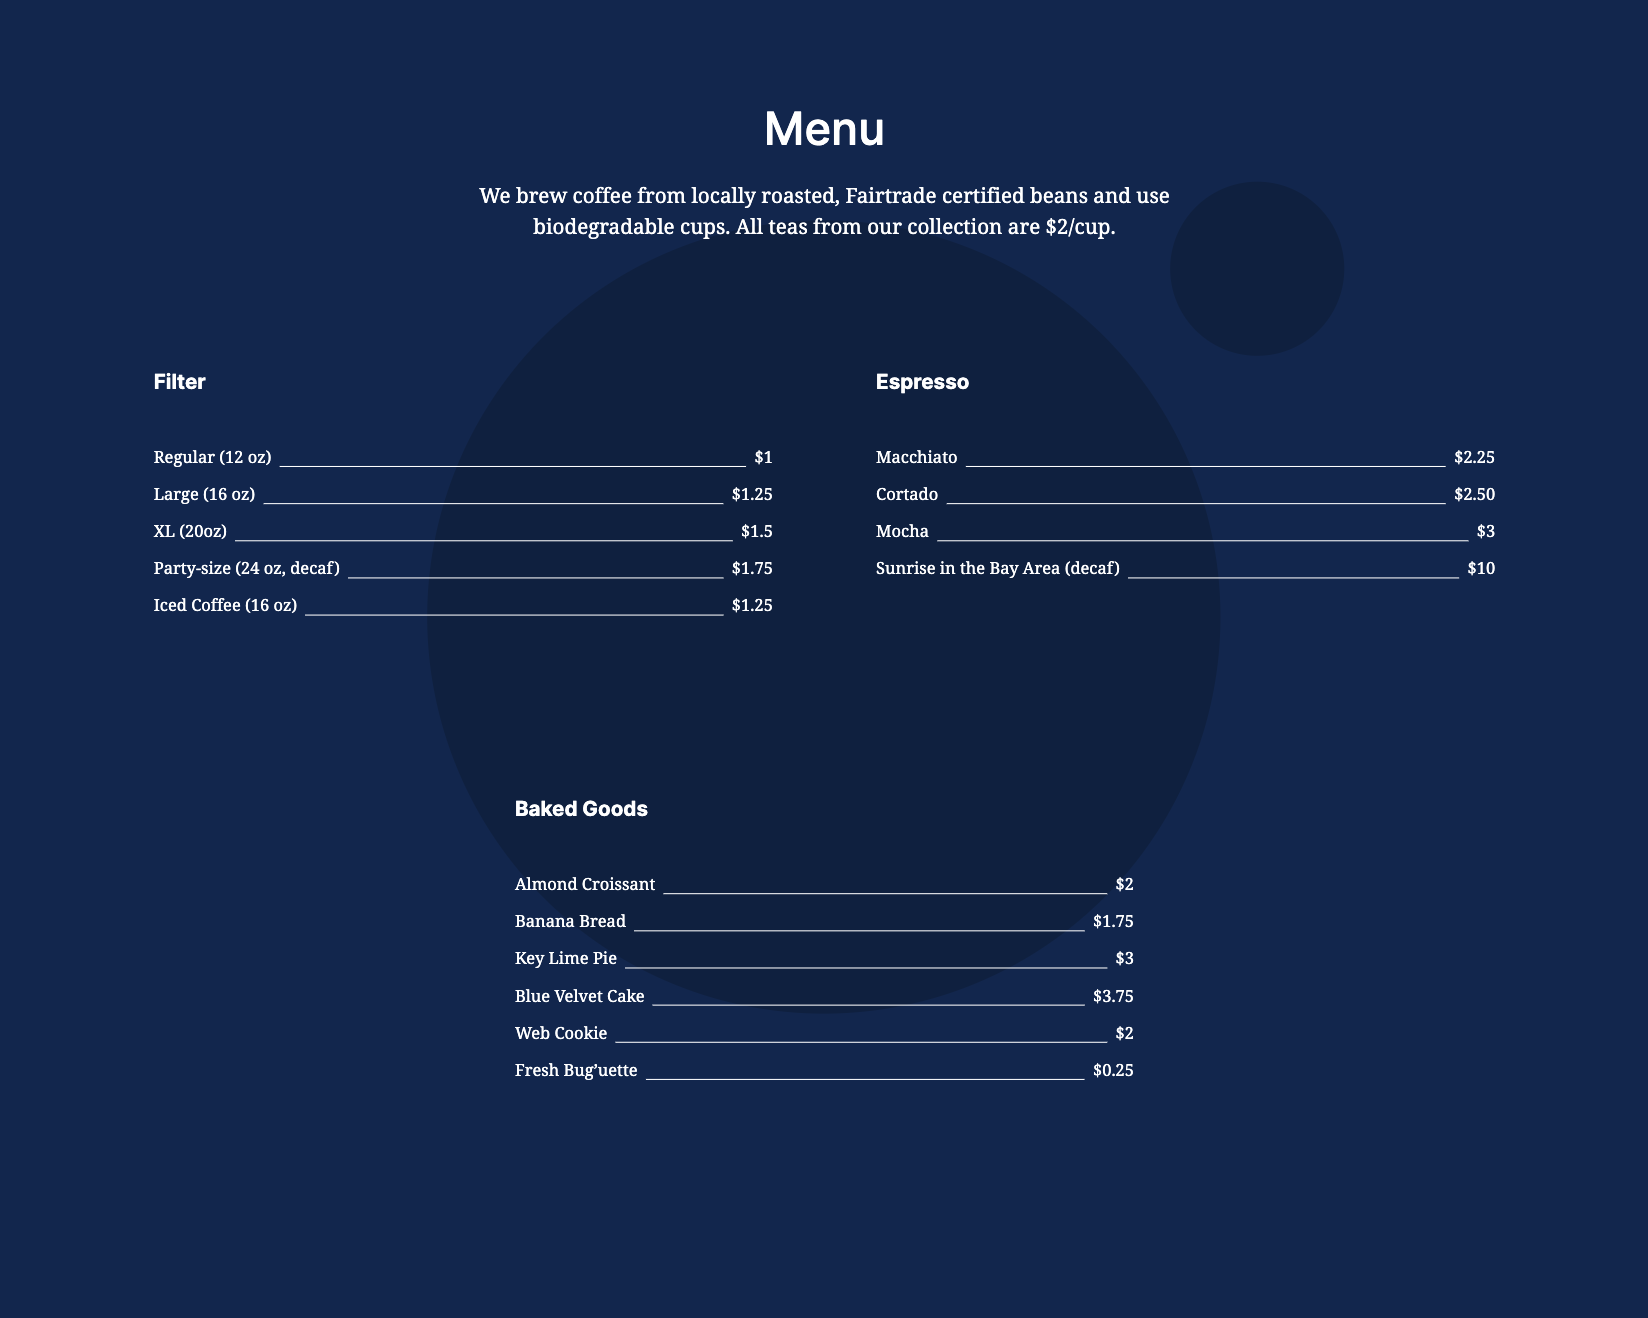 Menu
We brew coffee from locally roasted, Fairtrade certified beans and use
biodegradable cups. All teas from our collection are $2/cup.
Filter
Regular (12 oz) $1
Large (16 oz) $1.25
XL (20oz) $1.5
Party-size (24 oz, decaf) $1.75
Iced Coffee (16 oz) $1.25
Espresso
Macchiato $2.25
Cortado $2.50
Mocha $3
Sunrise in the Bay Area (decaf) $10
Baked Goods
Almond Croissant $2
Banana Bread $1.75
Key Lime Pie $3
Blue Velvet Cake $3.75
Web Cookie $2
Fresh Bug’uette $0.25